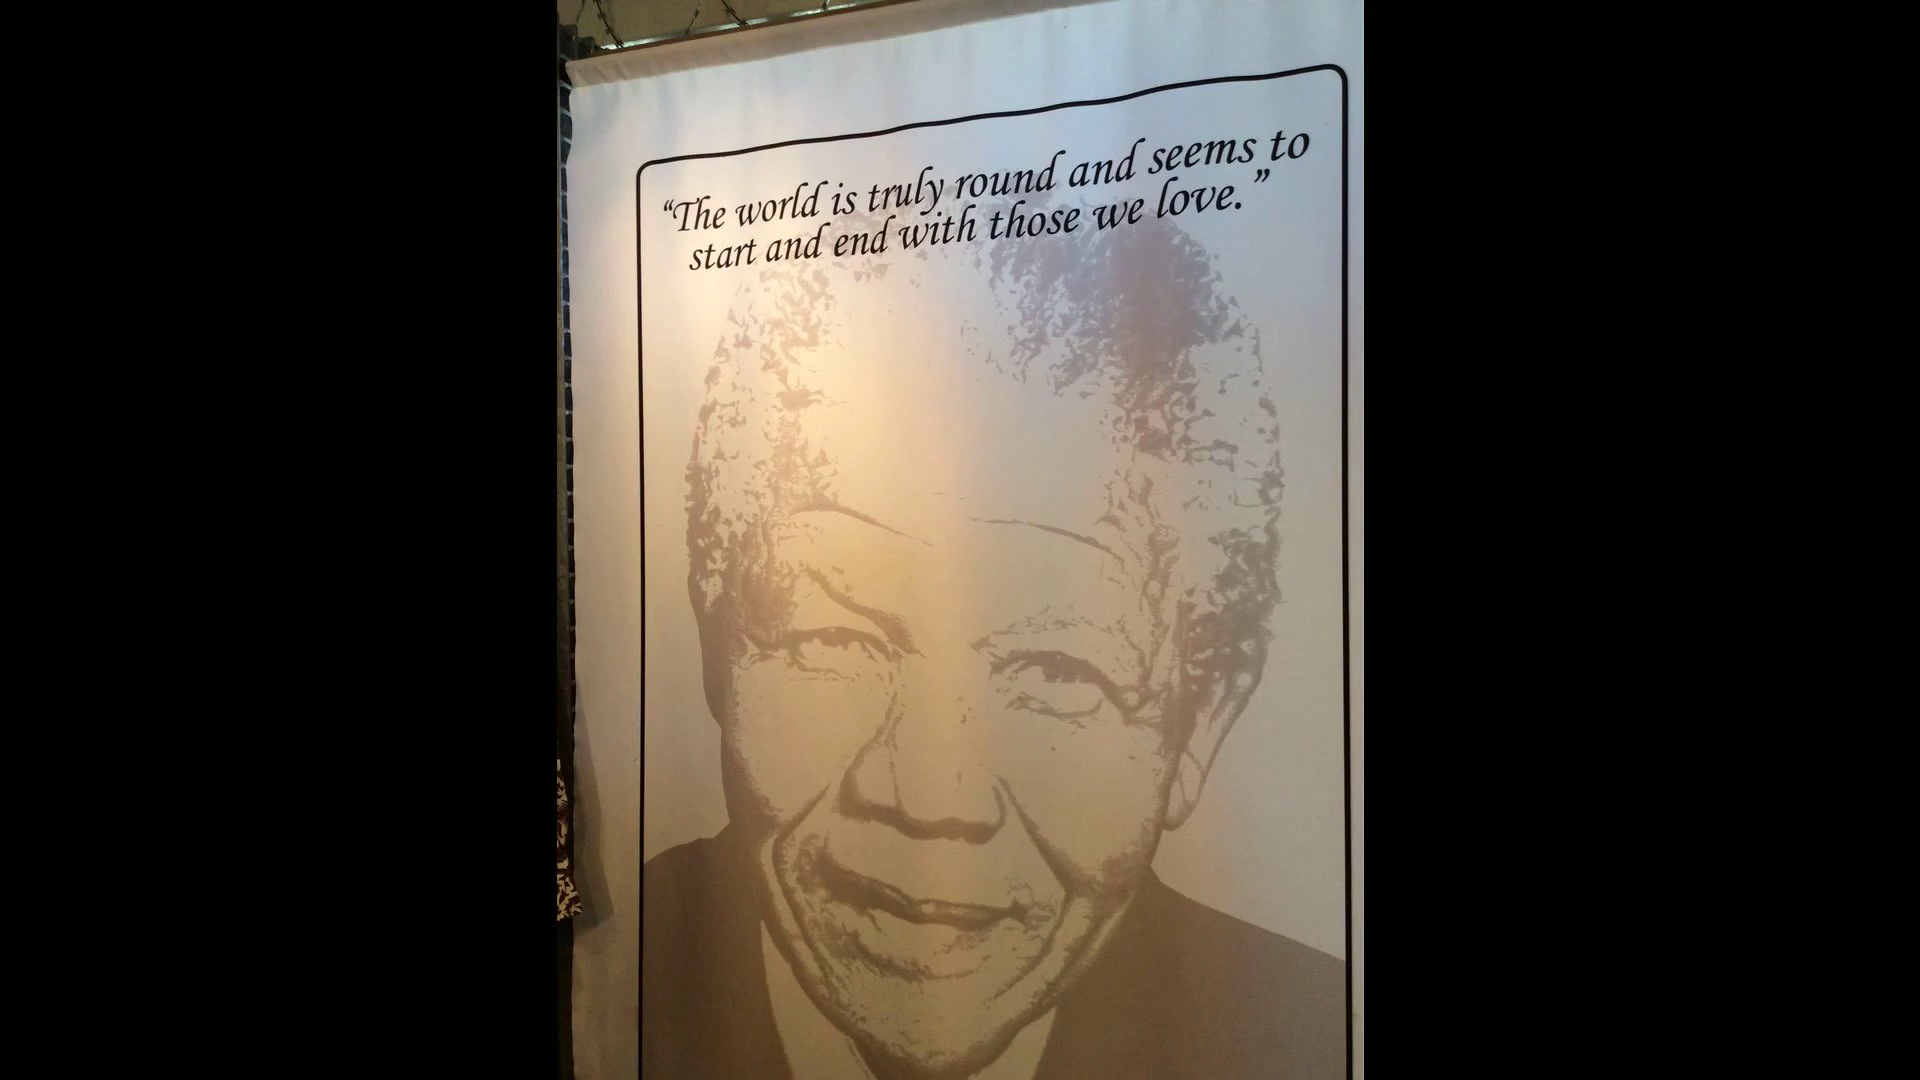 “The world is truly round and seems to
start and end with those we love.”